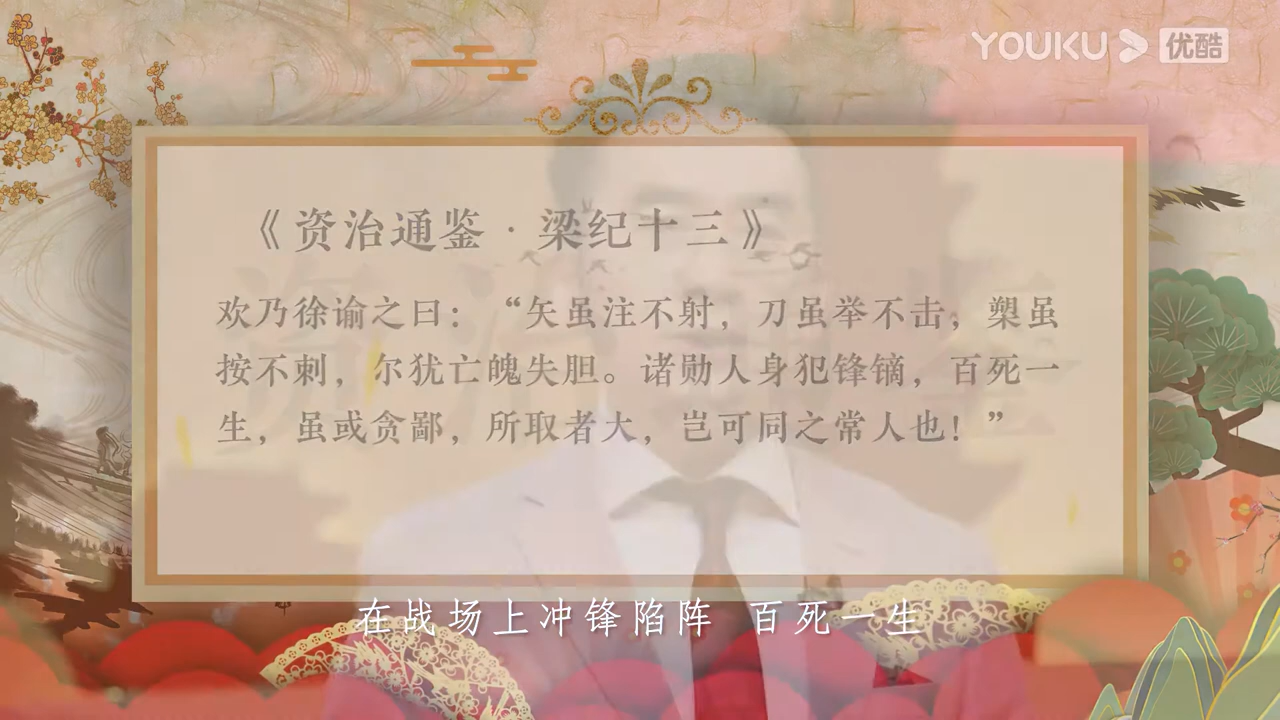 YOUKU 优酷
《资治通鉴·梁纪十三》
欢乃徐谕之曰：“矢虽注不射，刀虽举不击，槊虽
按不刺，尔犹亡魄失胆。诸勋人身犯锋镝，百死一
生，虽或贪鄙，所取者大，岂可同之常人也！”
在战场上冲锋陷阵 百死一生